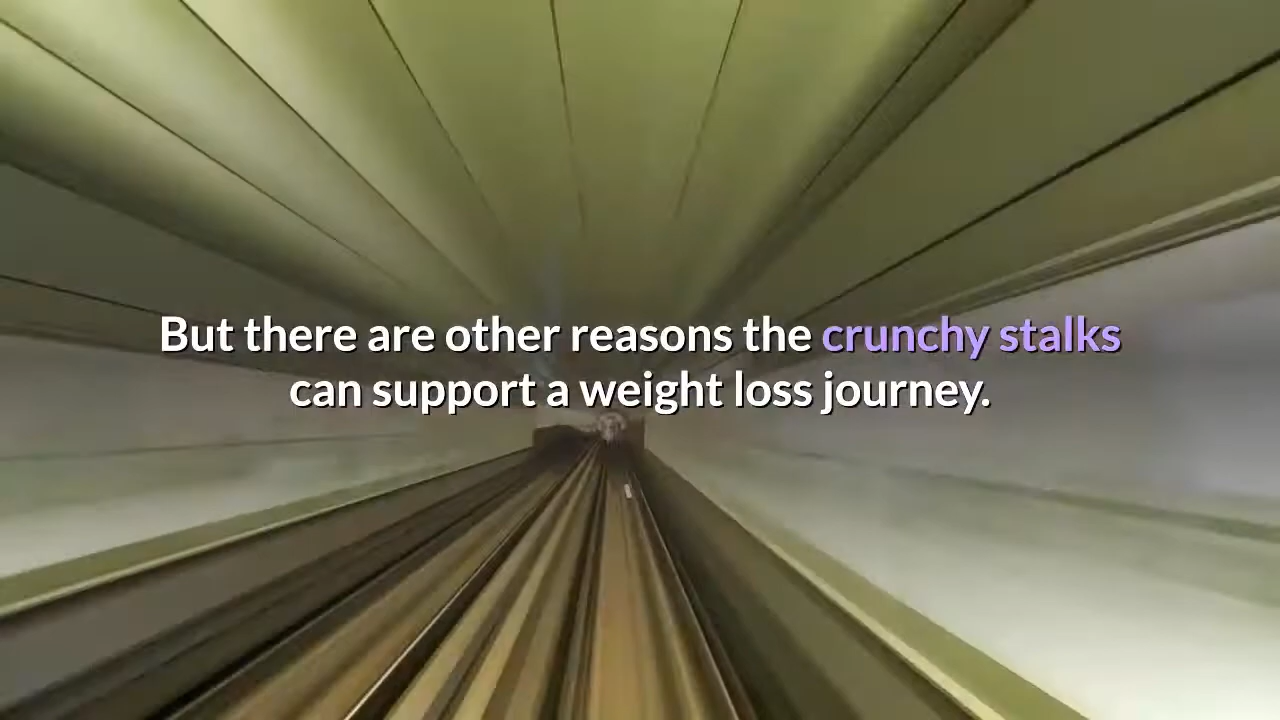 But there are other reasons the crunchy stalks
can support a weight loss journey.